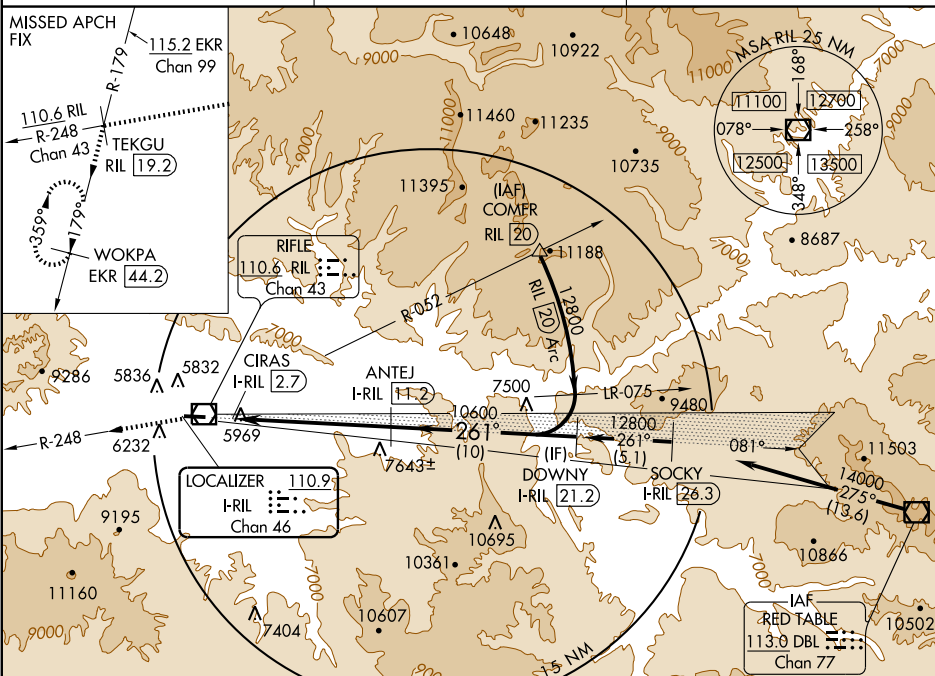 MISSED APCH
FIX
115.2 EKR
Chan 99
R-179
110.6 RIL
R-248
Chan 43
TEKGU
RIL 19.2
359°
179°
WOKPA
EKR 44.2
9000
10648
10922
11000
11460
11235
10735
11395
MSA RIL 25 NM
168°
11100
12700
078°
258°
12500
13500
348°
7000
9000
8687
(IAF)
COMFR
RIL 20
11188
12800
RIL 20 Arc
R-052
RIFLE
110.6 RIL
Chan 43
7000
9286
5836
5832
CIRAS
I-RIL 2.7
ANTEJ
I-RIL 11.2
7500
LR-075
9480
R-248
6232
5969
10600
261°
(10)
12800
261°
(5.1)
081°
11503
7643±
(IF)
DOWNY
I-RIL 21.2
SOCKY
I-RIL 26.3
14000
275°
(13.6)
LOCALIZER 110.9
I-RIL
Chan 46
9195
10695
10361
10866
11160
7000
7000
9000
7404
10607
9000
15 NM
IAF
RED TABLE
113.0 DBL
Chan 77
10502